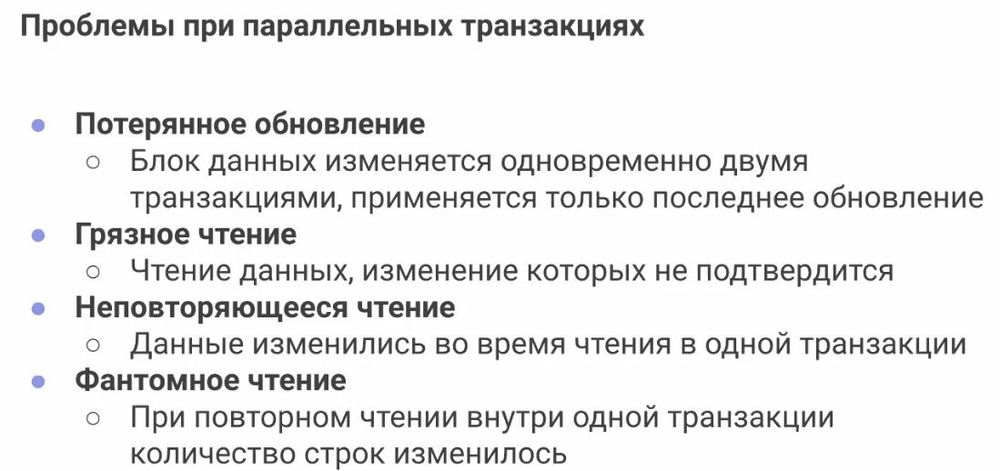 Проблемы при параллельных транзакциях
● Потерянное обновление
○ Блок данных изменяется одновременно двумя
транзакциями, применяется только последнее обновление
● Грязное чтение
○ Чтение данных, изменение которых не подтвердится
● Неповторяющееся чтение
○ Данные изменились во время чтения в одной транзакции
● Фантомное чтение
○ При повторном чтении внутри одной транзакции
количество строк изменилось